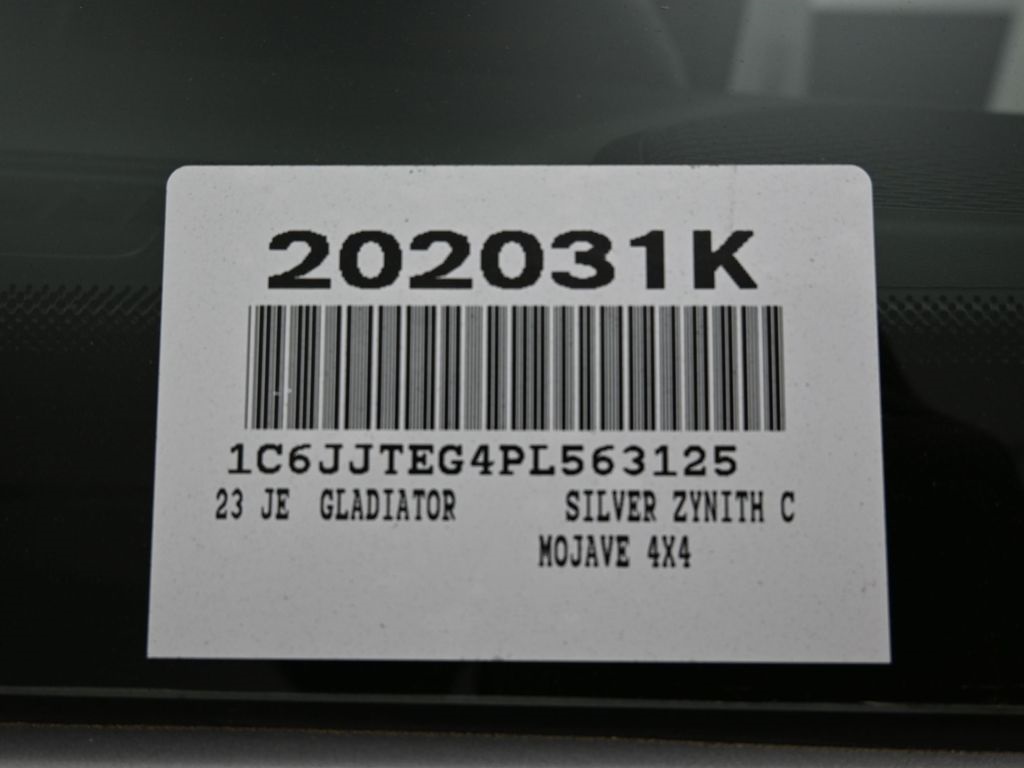 202031K
1C6JJTEG4PL563125
23 JE GLADIATOR SILVER ZYNITH C
MOJAVE 4X4